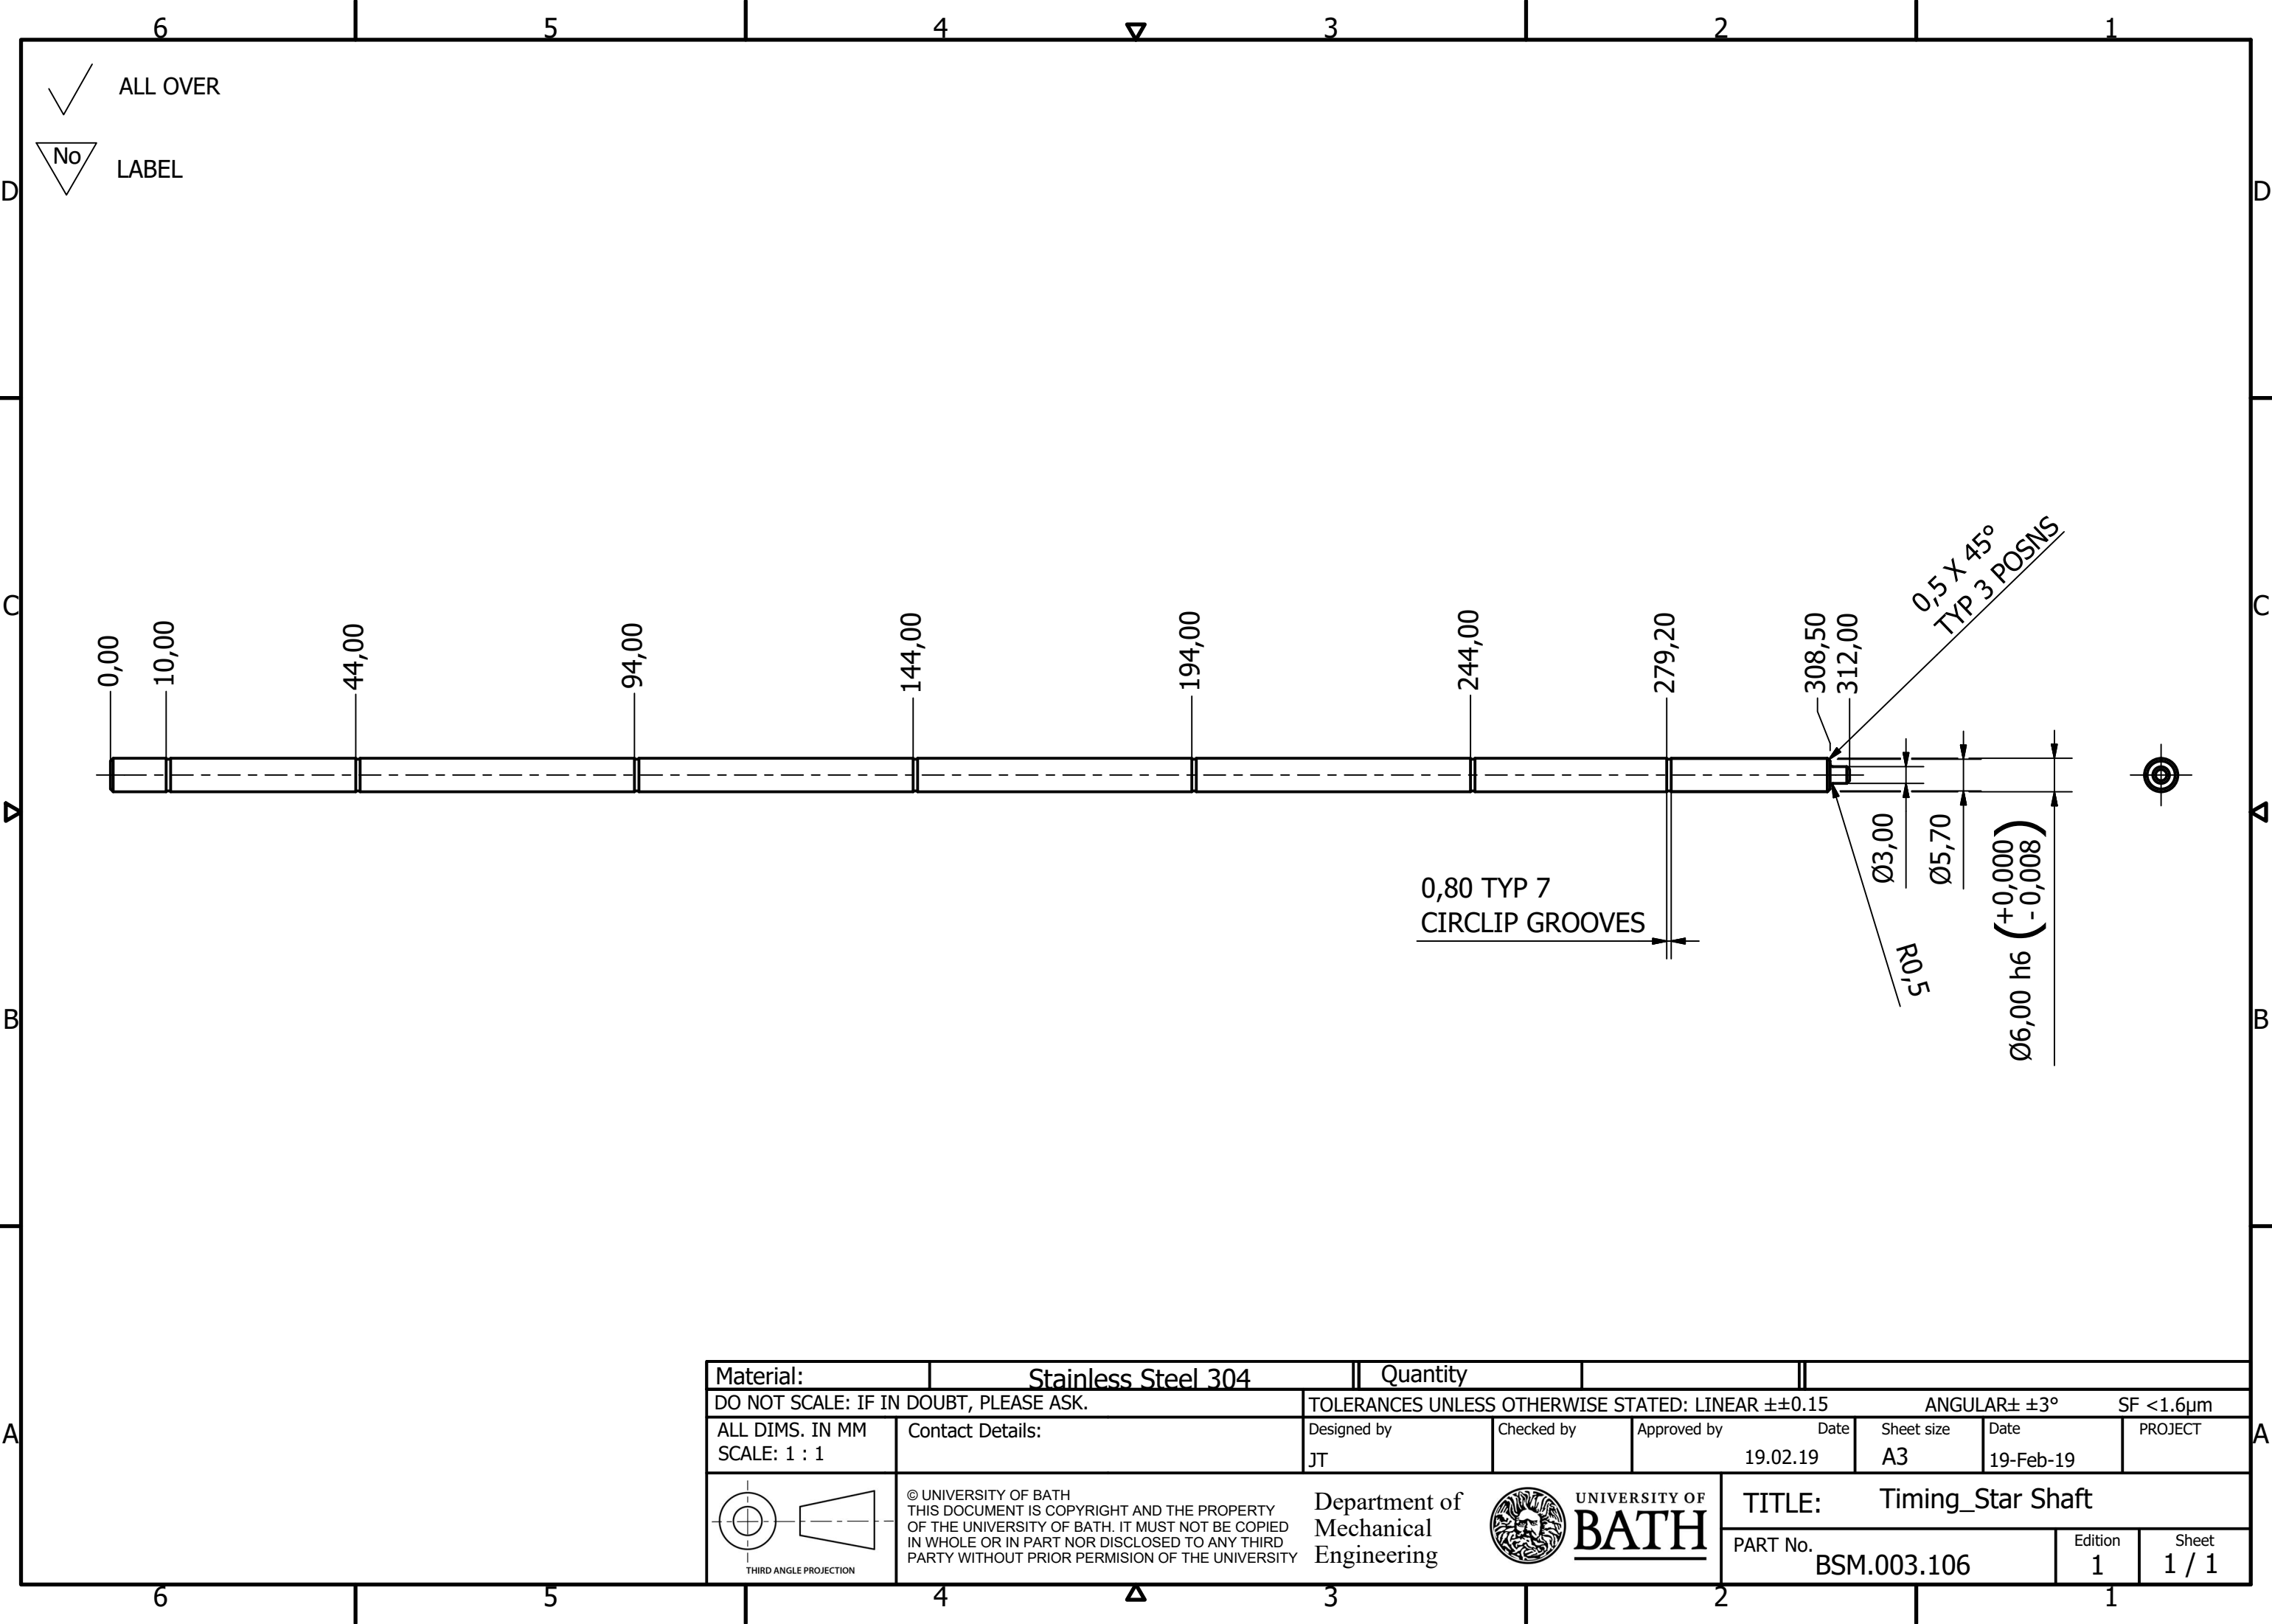 6 5 4 3 2 1
ALL OVER
No
LABEL
D D
C C
0,5 X 45°
TYP 3 POSNS
0,00
10,00
44,00
94,00
144,00
194,00
244,00
279,20
308,50
312,00
0,80 TYP 7
CIRCLIP GROOVES
Ø3,00
Ø5,70
R0,5
Ø6,00 h6 (+0,000
- 0,008)
B B
A A
Material: Stainless Steel 304 Quantity
DO NOT SCALE: IF IN DOUBT, PLEASE ASK. TOLERANCES UNLESS OTHERWISE STATED: LINEAR ±±0.15 ANGULAR± ±3° SF <1.6µm
ALL DIMS. IN MM
SCALE: 1 : 1
Contact Details:
Designed by
JT
Checked by
Approved by Date
19.02.19
Sheet size
A3
Date
19-Feb-19
PROJECT
THIRD ANGLE PROJECTION
© UNIVERSITY OF BATH
THIS DOCUMENT IS COPYRIGHT AND THE PROPERTY
OF THE UNIVERSITY OF BATH. IT MUST NOT BE COPIED
IN WHOLE OR IN PART NOR DISCLOSED TO ANY THIRD
PARTY WITHOUT PRIOR PERMISION OF THE UNIVERSITY
Department of
Mechanical
Engineering
UNIVERSITY OF
BATH
TITLE: Timing_Star Shaft
PART No. BSM.003.106
Edition
1
Sheet
1 / 1
6 5 4 3 2 1